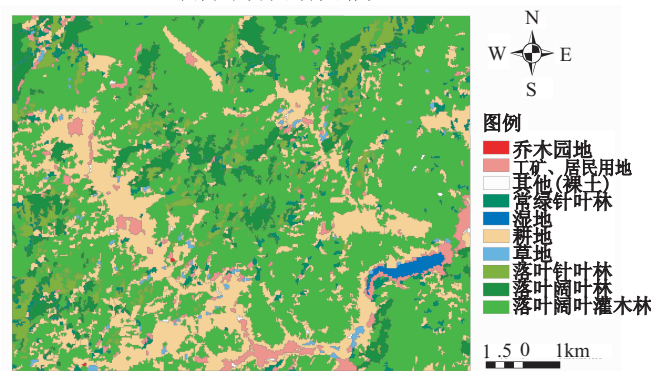 N
W E
S
图例
乔木园地
工矿、居民用地
其他(裸土)
常绿针叶林
湿地
耕地
草地
落叶针叶林
落叶阔叶林
落叶阔叶灌木林
1 .5 0 1km